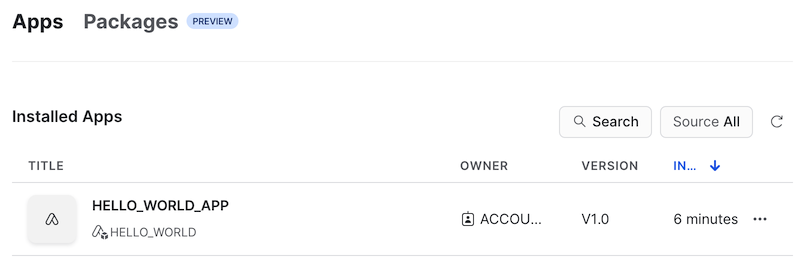 Apps Packages PREVIEW
Installed Apps
Search Source All
TITLE OWNER VERSION IN...
HELLO_WORLD_APP
ACCOU... V1.0 6 minutes
HELLO_WORLD